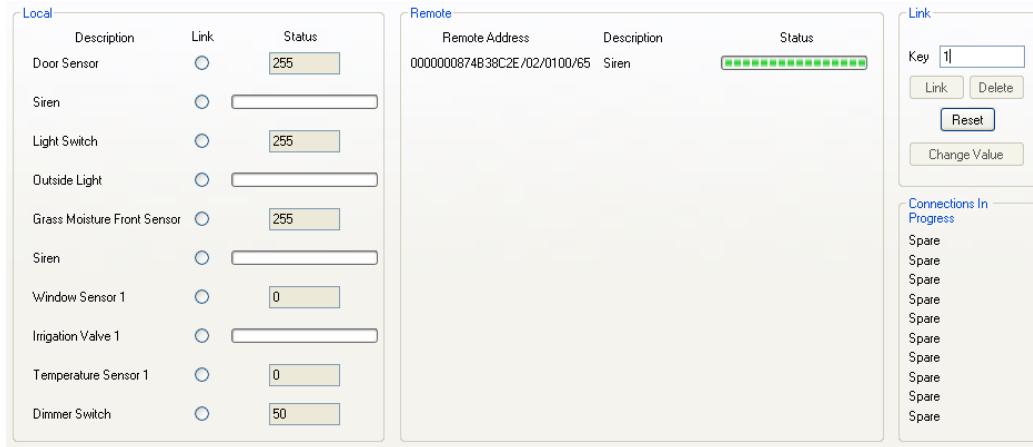 Local
Description Link Status
Door Sensor 255
Siren
Light Switch 255
Outside Light
Grass Moisture Front Sensor 255
Siren
Window Sensor 1 0
Irrigation Valve 1
Temperature Sensor 1 0
Dimmer Switch 50
Remote
Remote Address Description Status
0000000874B38C2E/02/0100/65 Siren
Link
Key 1
Link Delete
Reset
Change Value
Connections In
Progress
Spare
Spare
Spare
Spare
Spare
Spare
Spare
Spare
Spare
Spare